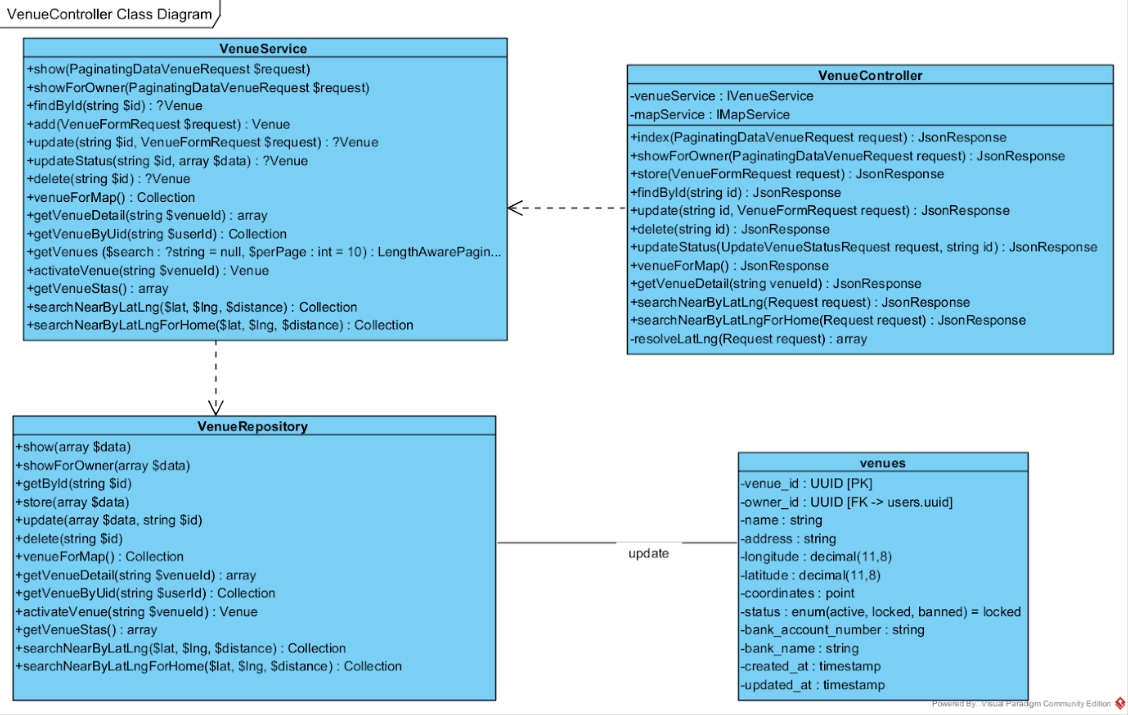 VenueController Class Diagram
VenueService
+show(PaginatingDataVenueRequest $request)
+showForOwner(PaginatingDataVenueRequest $request)
+findById(string $id) : ?Venue
+add(VenueFormRequest $request) : Venue
+update(string $id, VenueFormRequest $request) : ?Venue
+updateStatus(string $id, array $data) : ?Venue
+delete(string $id) : ?Venue
+venueForMap() : Collection
+getVenueDetail(string $venueId) : array
+getVenueByUid(string $userId) : Collection
+getVenues ($search : ?string = null, $perPage : int = 10) : LengthAwarePagin...
+activateVenue(string $venueId) : Venue
+getVenueStas() : array
+searchNearByLatLng($lat, $lng, $distance) : Collection
+searchNearByLatLngForHome($lat, $lng, $distance) : Collection
VenueController
-venueService : IVenueService
-mapService : IMapService
+index(PaginatingDataVenueRequest request) : JsonResponse
+showForOwner(PaginatingDataVenueRequest request) : JsonResponse
+store(VenueFormRequest request) : JsonResponse
+findById(string id) : JsonResponse
+update(string id, VenueFormRequest request) : JsonResponse
+delete(string id) : JsonResponse
+updateStatus(UpdateVenueStatusRequest request, string id) : JsonResponse
+venueForMap() : JsonResponse
+getVenueDetail(string venueId) : JsonResponse
+searchNearByLatLng(Request request) : JsonResponse
+searchNearByLatLngForHome(Request request) : JsonResponse
-resolveLatLng(Request request) : array
VenueRepository
+show(array $data)
+showForOwner(array $data)
+getById(string $id)
+store(array $data)
+update(array $data, string $id)
+delete(string $id)
+venueForMap() : Collection
+getVenueDetail(string $venueId) : array
+getVenueByUid(string $userId) : Collection
+activateVenue(string $venueId) : Venue
+getVenueStas() : array
+searchNearByLatLng($lat, $lng, $distance) : Collection
+searchNearByLatLngForHome($lat, $lng, $distance) : Collection
update
venues
-venue_id : UUID [PK]
-owner_id : UUID [FK -> users.uuid]
-name : string
-address : string
-longitude : decimal(11,8)
-latitude : decimal(11,8)
-coordinates : point
-status : enum(active, locked, banned) = locked
-bank_account_number : string
-bank_name : string
-created_at : timestamp
-updated_at : timestamp
Powered By: Visual Paradigm Community Edition